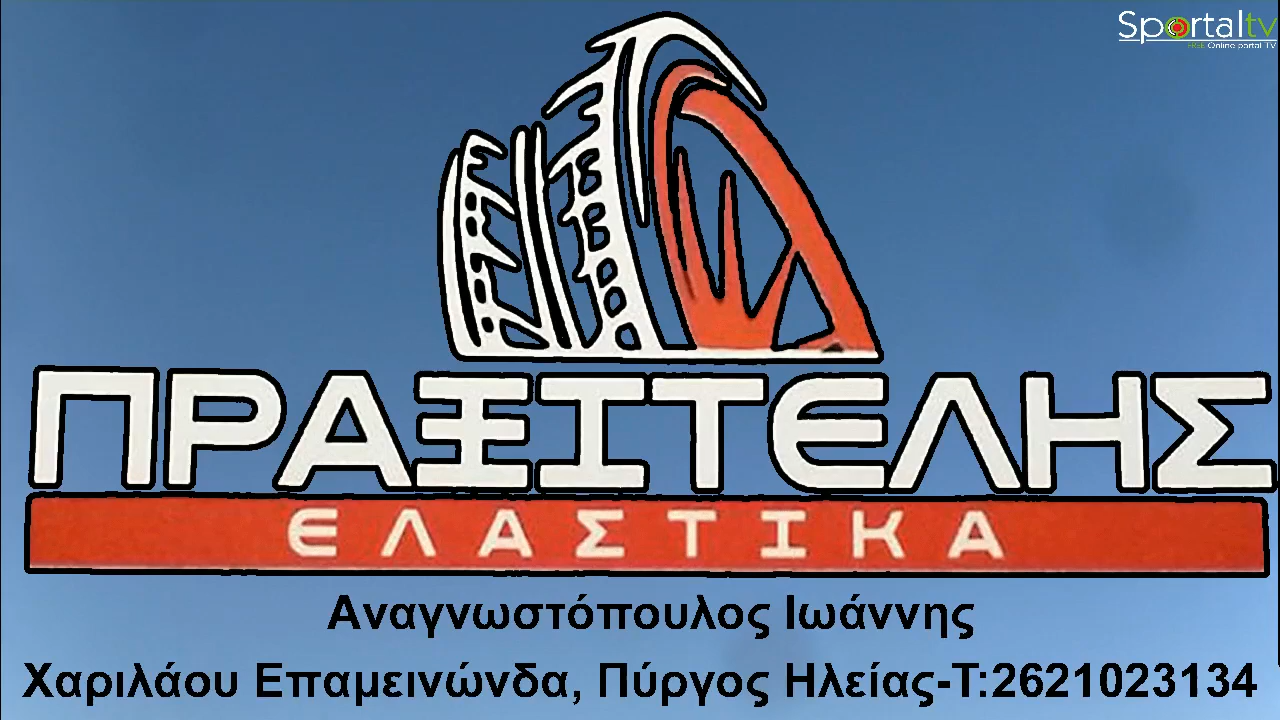 Sportaltv
FREE Online portal TV
ΠΡΑΞΙΤΕΛΗΣ
ΕΛΑΣΤΙΚΑ
Αναγνωστόπουλος Ιωάννης
Χαριλάου Επαμεινώνδα, Πύργος Ηλείας-Τ:2621023134